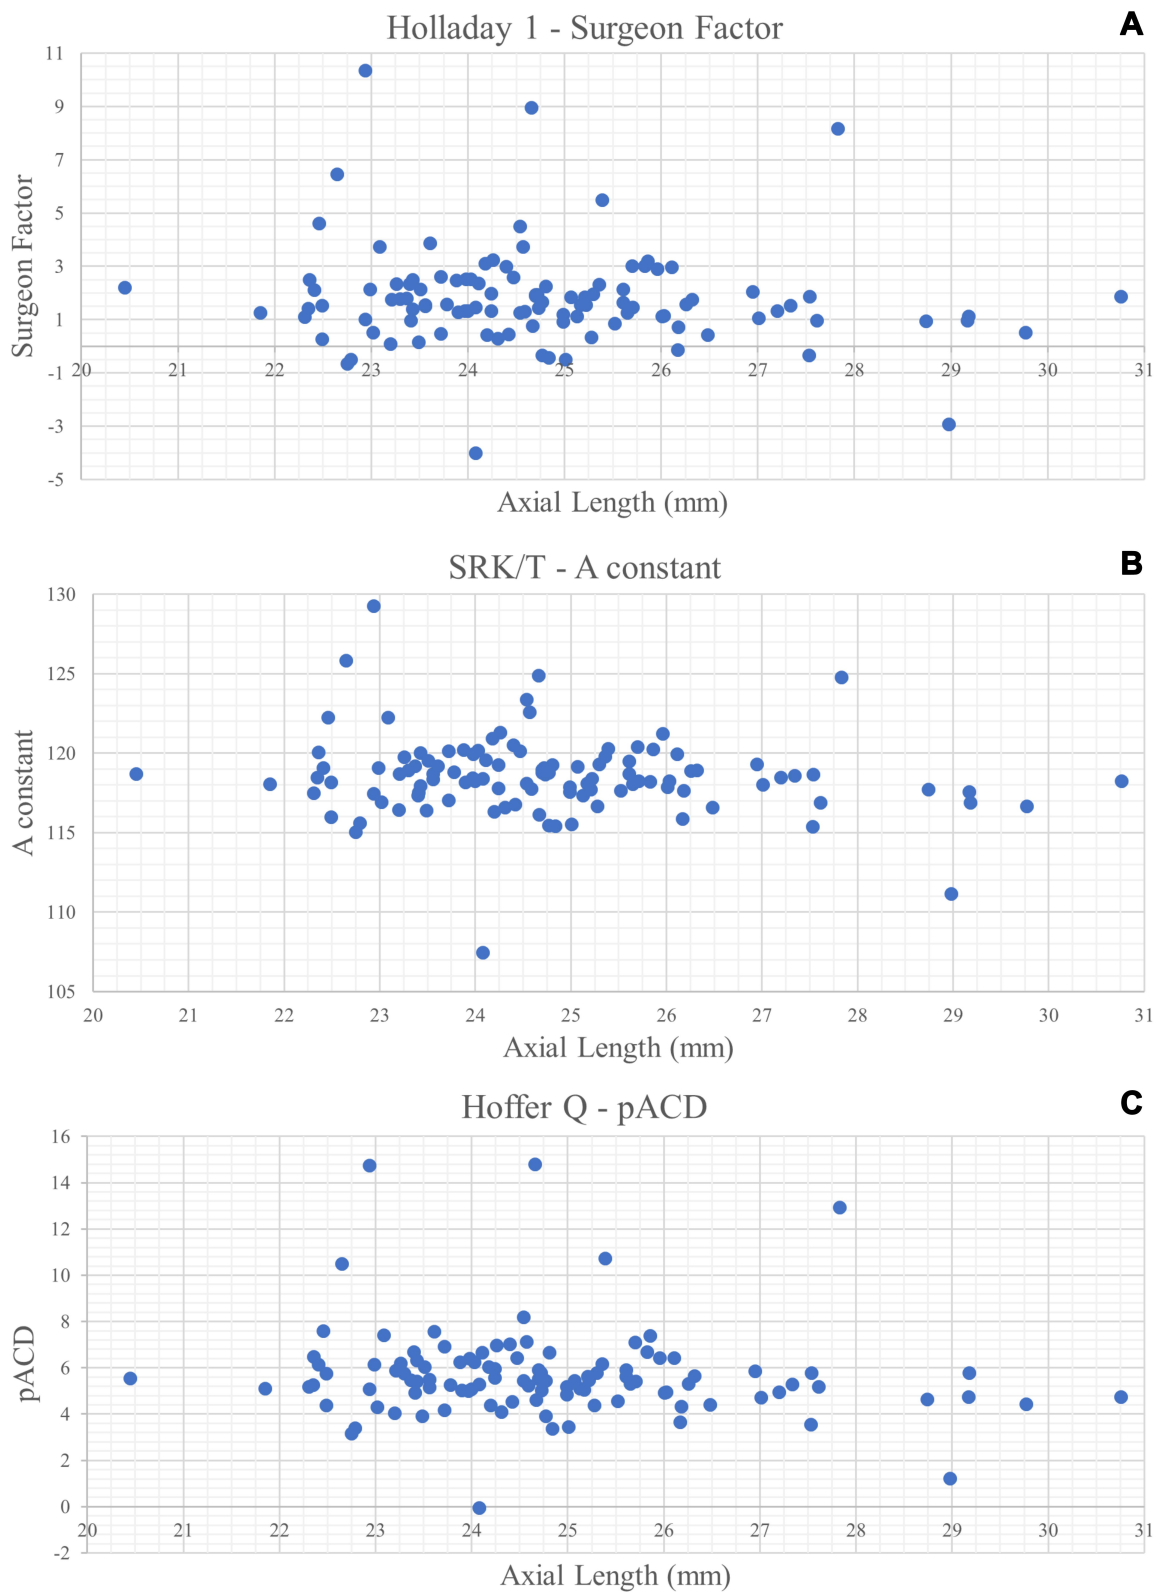 Holladay 1 - Surgeon Factor
A
11
9
7
5
3
1
-1
-3
-5
20 21 22 23 24 25 26 27 28 29 30 31
Surgeon Factor
Axial Length (mm)
SRK/T - A constant
B
130
125
120
115
110
105
20 21 22 23 24 25 26 27 28 29 30 31
A constant
Axial Length (mm)
Hoffer Q - pACD
C
16
14
12
10
8
6
4
2
0
-2
20 21 22 23 24 25 26 27 28 29 30 31
pACD
Axial Length (mm)